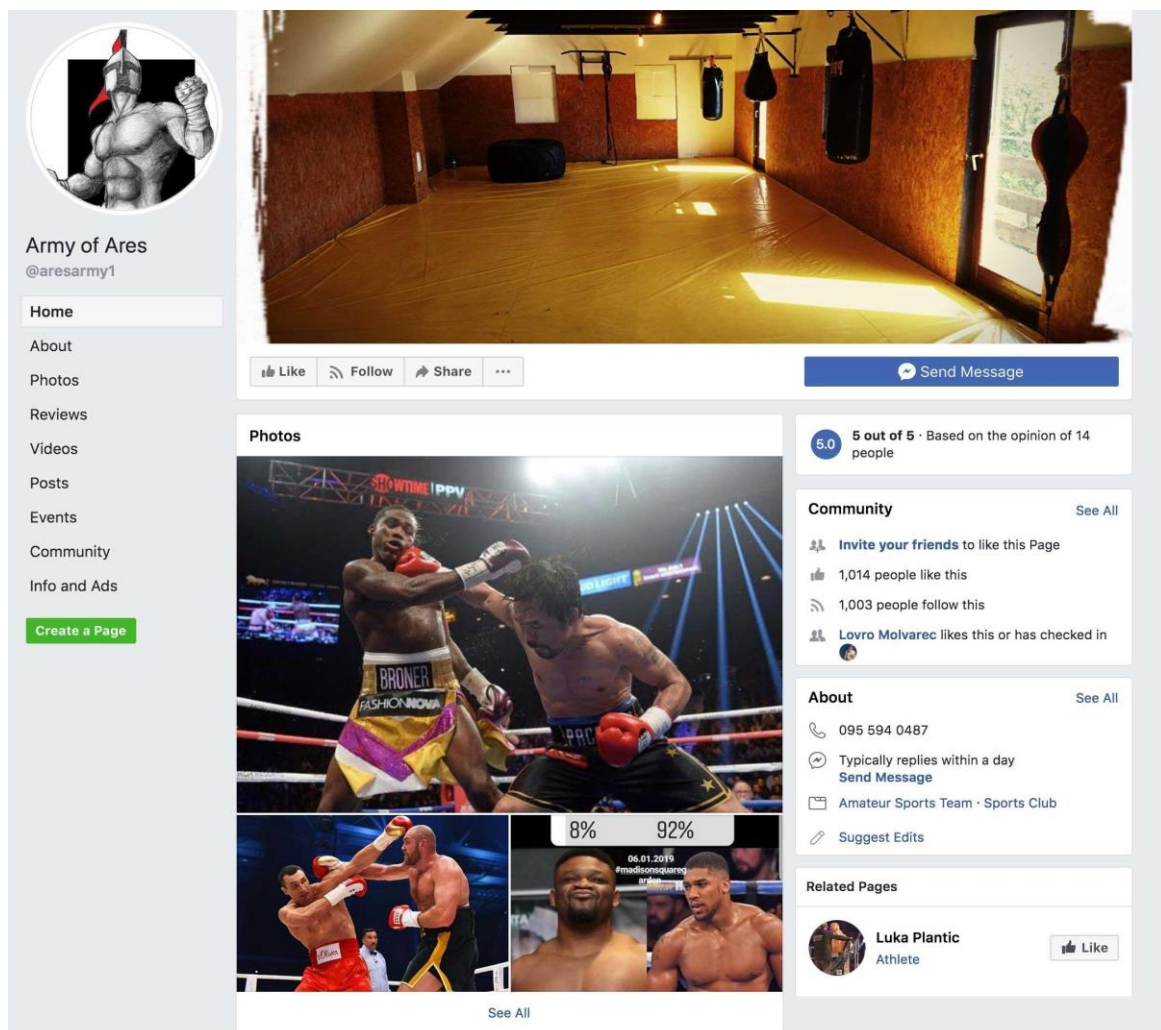 Army of Ares
@aresarmy1
Home
About
Photos
Reviews
Videos
Posts
Events
Community
Info and Ads
Create a Page
Like
Follow
Share
...
Send Message
Photos
SHOWTIME PPV
BUD LIGHT
BRONER
FASHIONNOVA
8% 92%
06.01.2019
#madisonsquareg
arden
See All
5.0
5 out of 5 · Based on the opinion of 14
people
Community
See All
Invite your friends to like this Page
1,014 people like this
1,003 people follow this
Lovro Molvarec likes this or has checked in
About
See All
095 594 0487
Typically replies within a day
Send Message
Amateur Sports Team · Sports Club
Suggest Edits
Related Pages
Luka Plantic
Athlete
Like